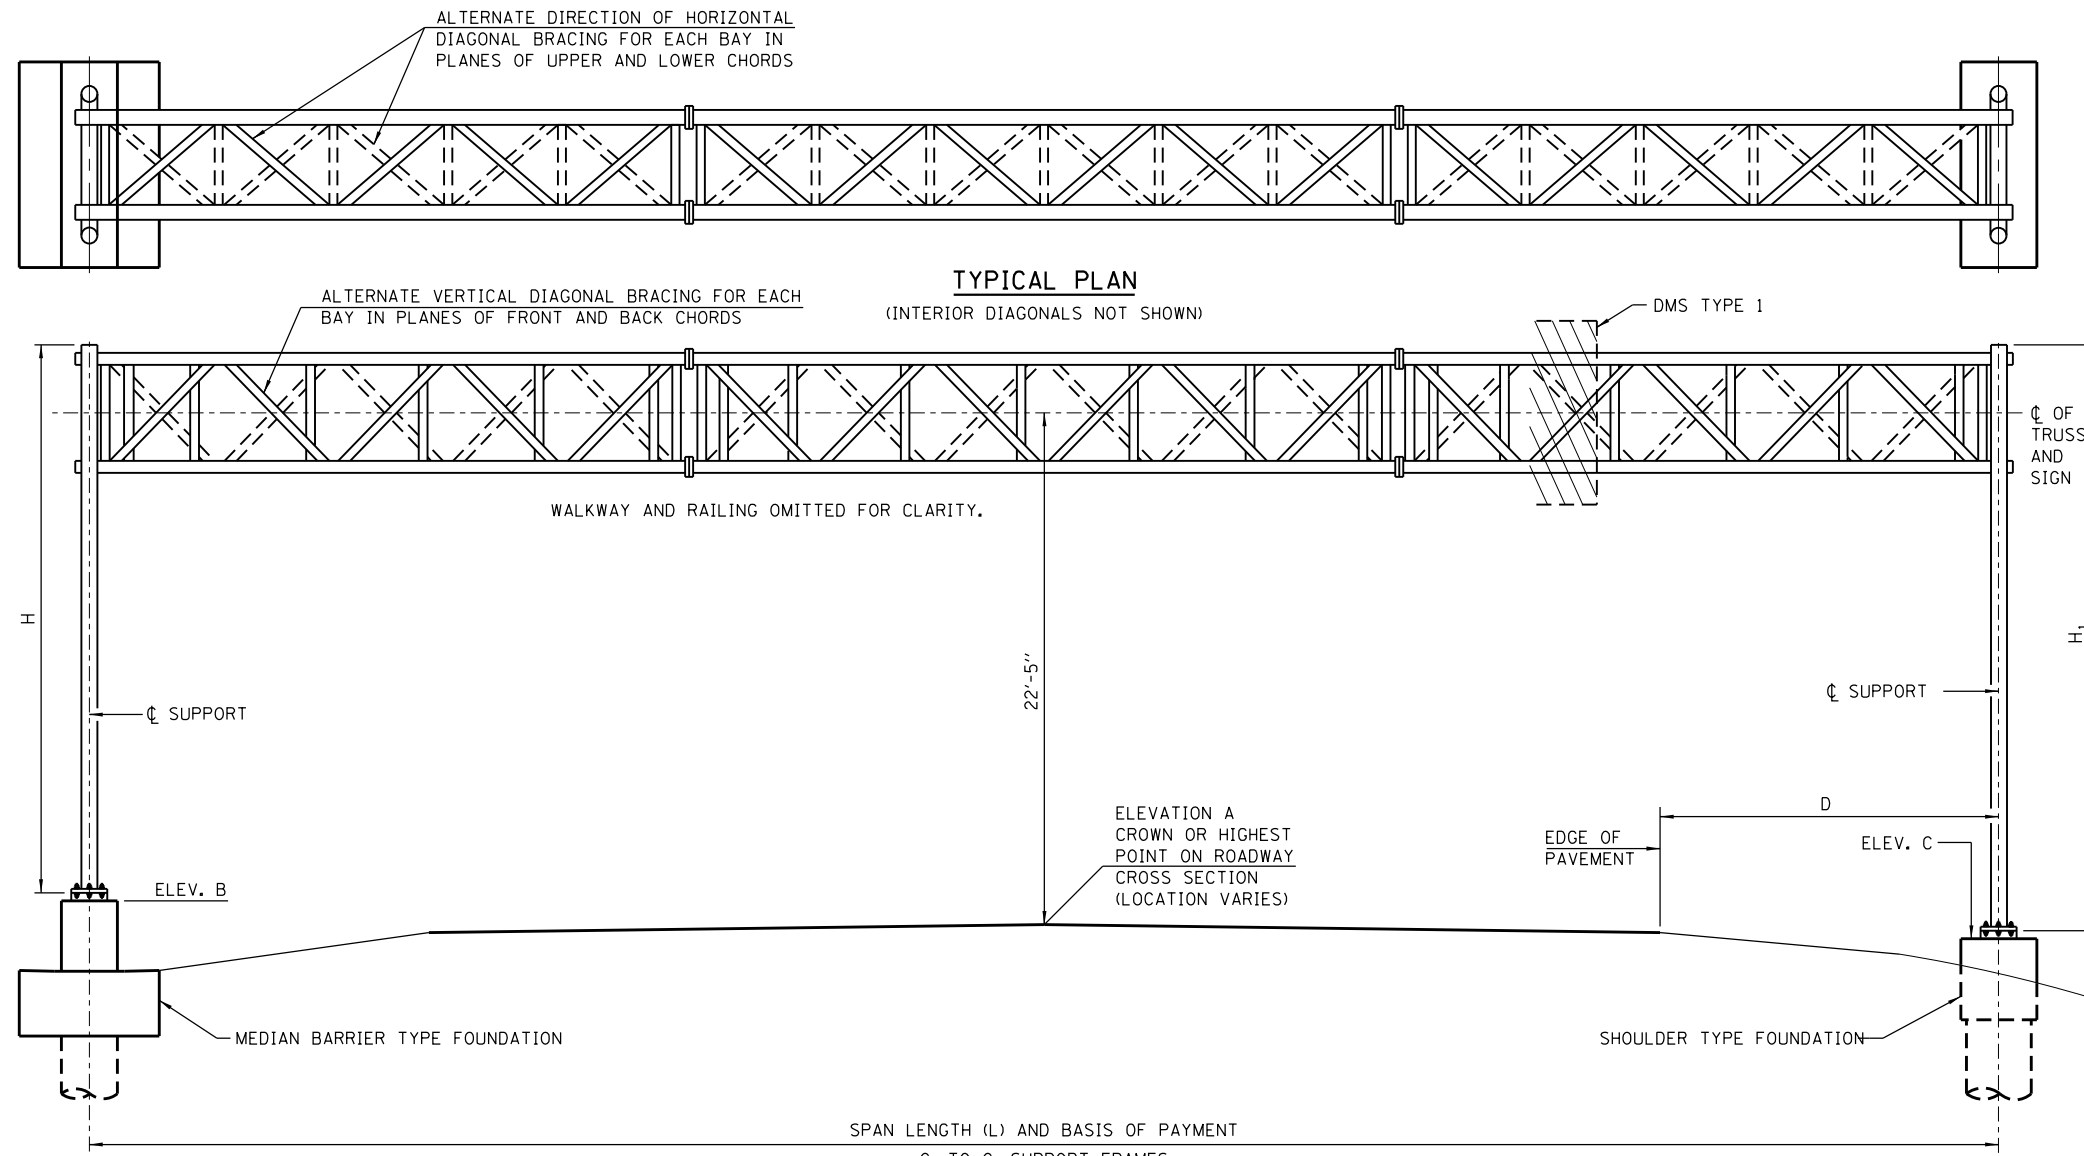 ALTERNATE DIRECTION OF HORIZONTAL
DIAGONAL BRACING FOR EACH BAY IN
PLANES OF UPPER AND LOWER CHORDS
TYPICAL PLAN
(INTERIOR DIAGONALS NOT SHOWN)
ALTERNATE VERTICAL DIAGONAL BRACING FOR EACH
BAY IN PLANES OF FRONT AND BACK CHORDS
DMS TYPE 1
℄ OF
TRUSS
AND
SIGN
WALKWAY AND RAILING OMITTED FOR CLARITY.
H
H1
22'-5"
℄ SUPPORT
℄ SUPPORT
D
ELEVATION A
CROWN OR HIGHEST
POINT ON ROADWAY
CROSS SECTION
(LOCATION VARIES)
EDGE OF
PAVEMENT
ELEV. C
ELEV. B
MEDIAN BARRIER TYPE FOUNDATION
SHOULDER TYPE FOUNDATION
SPAN LENGTH (L) AND BASIS OF PAYMENT
TO SUPPORT FRAMES